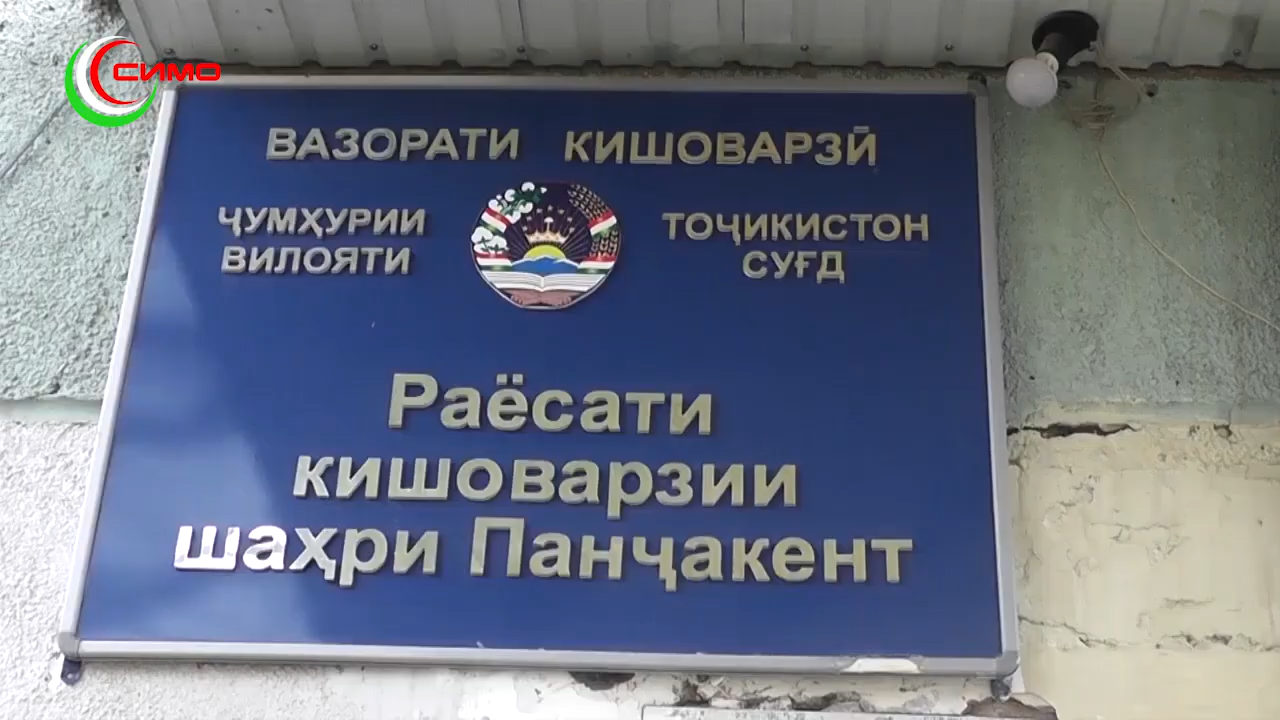 СИМО
ВАЗОРАТИ КИШОВАРЗӢ
ҶУМҲУРИИ ТОҶИКИСТОН
ВИЛОЯТИ СУҒД
Раёсати
кишоварзии
шаҳри Панҷакент